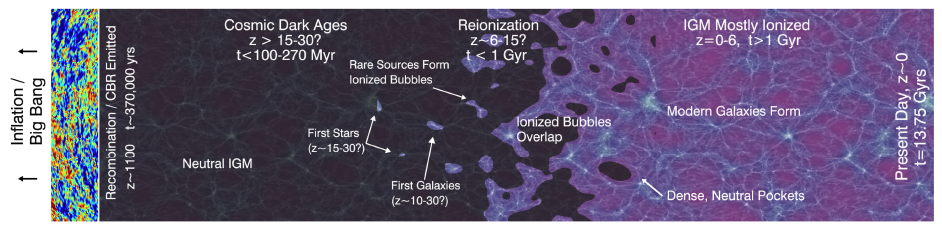 Inflation /
Big Bang
Recombination / CBR Emitted
z~1100 t~370,000 yrs
Cosmic Dark Ages
z > 15-30?
t<100-270 Myr
Neutral IGM
First Stars
(z~15-30?)
Rare Sources Form
Ionized Bubbles
First Galaxies
(z~10-30?)
Reionization
z~6-15?
t < 1 Gyr
Ionized Bubbles
Overlap
IGM Mostly Ionized
z=0-6, t>1 Gyr
Modern Galaxies Form
Dense, Neutral Pockets
Present Day, z~0
t=13.75 Gyrs